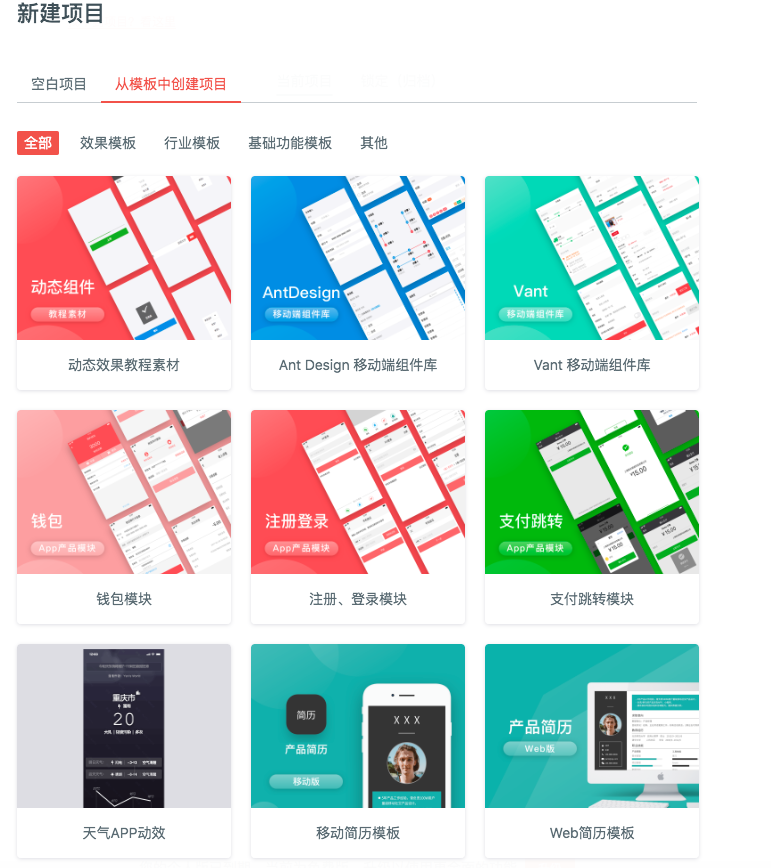 新建项目
空白项目
从模板中创建项目
全部
效果模板
行业模板
基础功能模板
其他
动态组件
教程素材
动态效果教程素材
AntDesign
移动端组件库
Ant Design 移动端组件库
Vant
移动端组件库
Vant 移动端组件库
钱包
App产品模块
钱包模块
注册登录
App产品模块
注册、登录模块
支付跳转
App产品模块
支付跳转模块
重庆市
20
天气APP动效
简历
产品简历
移动版
X X X
移动简历模板
产品简历
Web版
Web简历模板